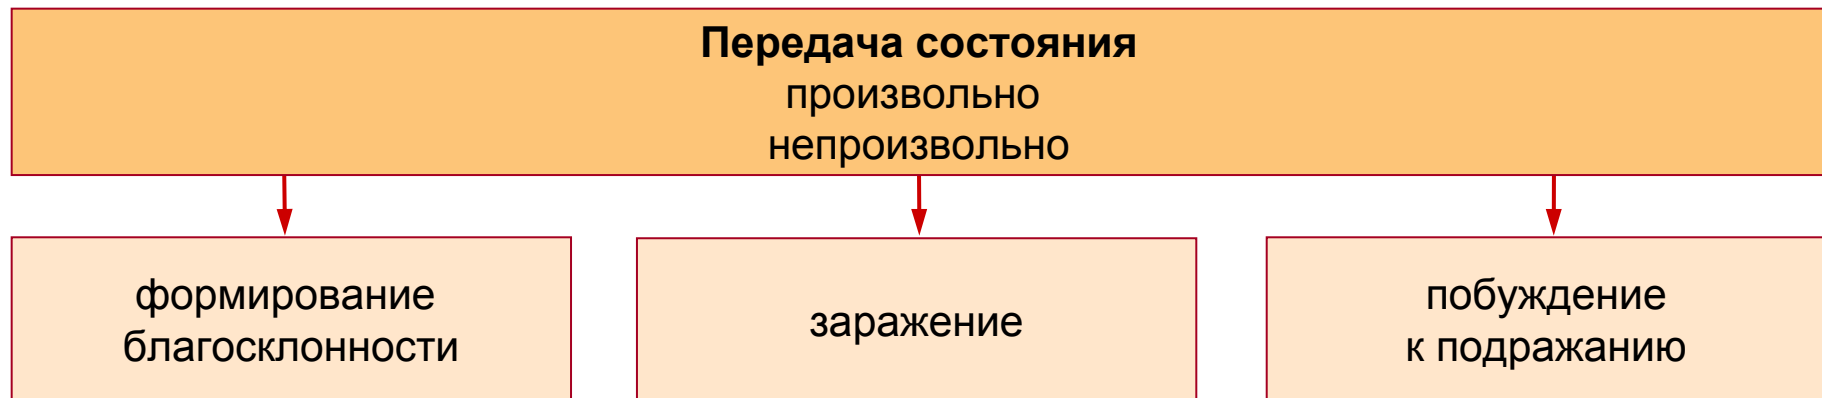 Передача состояния
произвольно
непроизвольно
формирование
благосклонности
заражение
побуждение
к подражанию